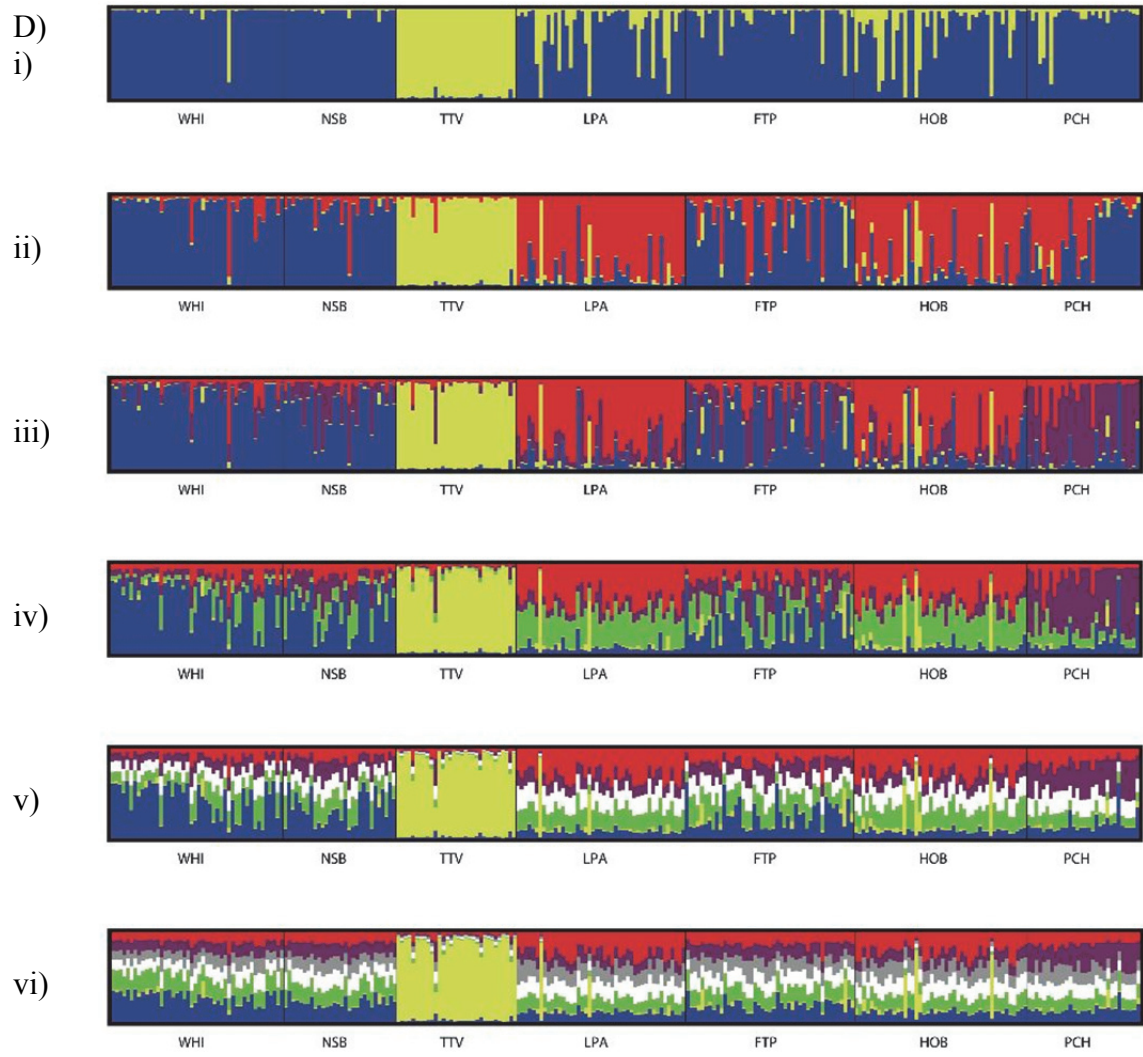 D)
i)
WHI NSB TTV LPA FTP HOB PCH
ii)
WHI NSB TTV LPA FTP HOB PCH
iii)
WHI NSB TTV LPA FTP HOB PCH
iv)
WHI NSB TTV LPA FTP HOB PCH
v)
WHI NSB TTV LPA FTP HOB PCH
vi)
WHI NSB TTV LPA FTP HOB PCH